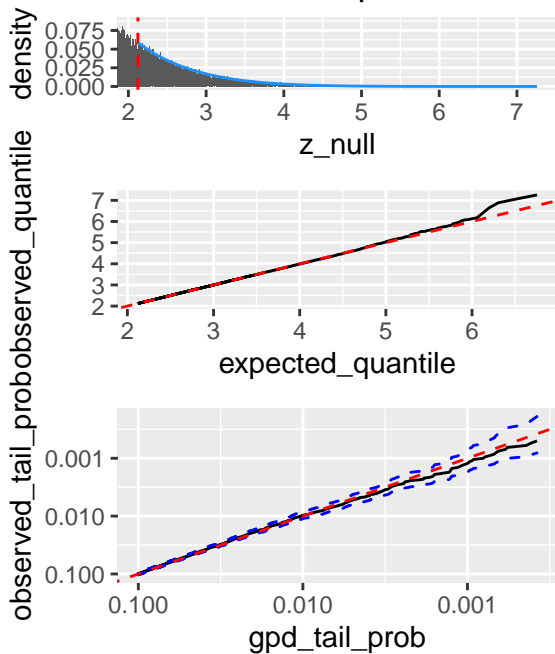 density
0.075
0.050
0.025
0.000
2 3 4 5 6 7
z_null
observed_quantile
7
6
5
4
3
2
2 3 4 5 6
expected_quantile
observed_tail_prob
0.001
0.010
0.100
0.100 0.010 0.001
gpd_tail_prob